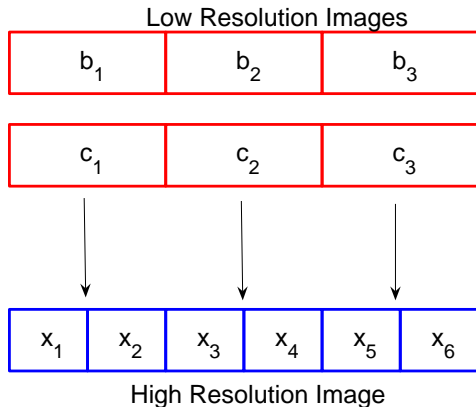 Low Resolution Images
b₁ b₂ b₃
c₁ c₂ c₃
x₁ x₂ x₃ x₄ x₅ x₆
High Resolution Image